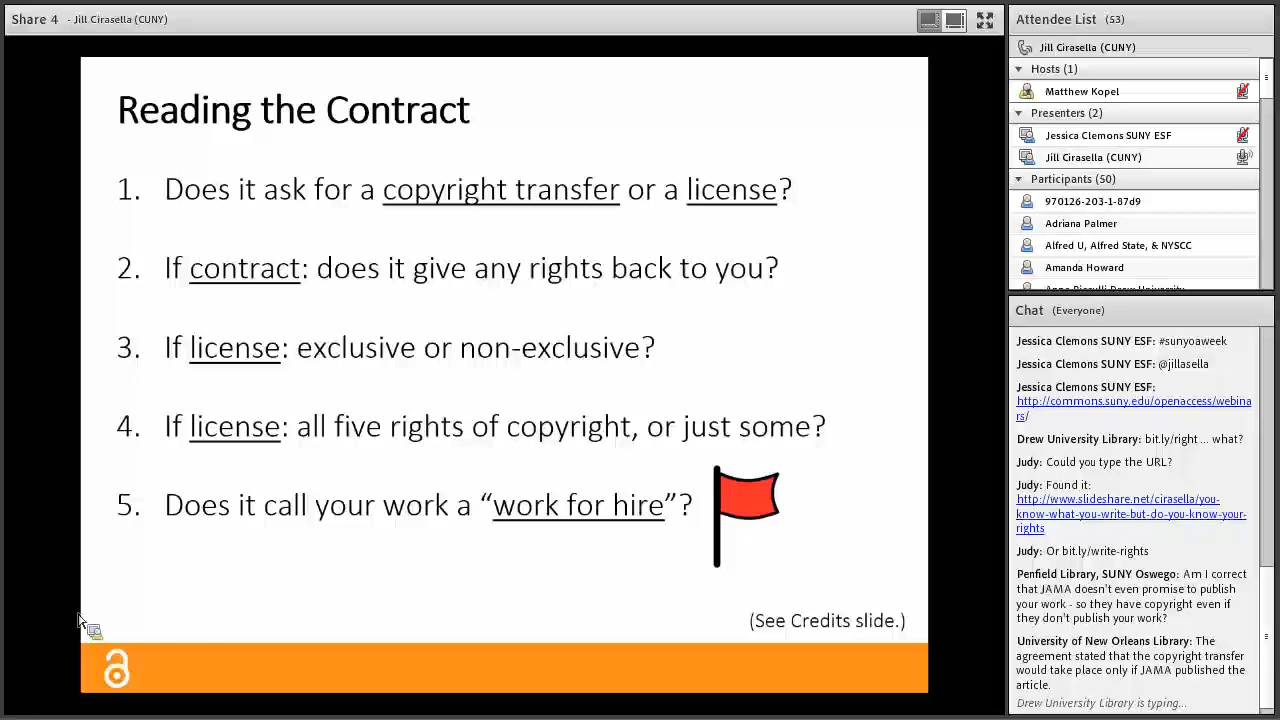 Share 4 - Jill Cirasella (CUNY)
Reading the Contract
1. Does it ask for a copyright transfer or a license?
2. If contract: does it give any rights back to you?
3. If license: exclusive or non-exclusive?
4. If license: all five rights of copyright, or just some?
5. Does it call your work a “work for hire”?
(See Credits slide.)
Attendee List (53)
Jill Cirasella (CUNY)
Hosts (1)
Matthew Kopel
Presenters (2)
Jessica Clemons SUNY ESF
Jill Cirasella (CUNY)
Participants (50)
970126-203-1-87d9
Adriana Palmer
Alfred U, Alfred State, & NYSCC
Amanda Howard
Chat (Everyone)
Jessica Clemons SUNY ESF: #sunyoaweek
Jessica Clemons SUNY ESF: @jillasella
Jessica Clemons SUNY ESF:
http://commons.suny.edu/openaccess/webina
rs/
Drew University Library: bit.ly/right ... what?
Judy: Could you type the URL?
Judy: Found it:
http://www.slideshare.net/cirasella/you-
know-what-you-write-but-do-you-know-your-
rights
Judy: Or bit.ly/write-rights
Penfield Library, SUNY Oswego: Am I correct
that JAMA doesn't even promise to publish
your work - so they have copyright even if
they don't publish your work?
University of New Orleans Library: The
agreement stated that the copyright transfer
would take place only if JAMA published the
article.
Drew University Library is typing...